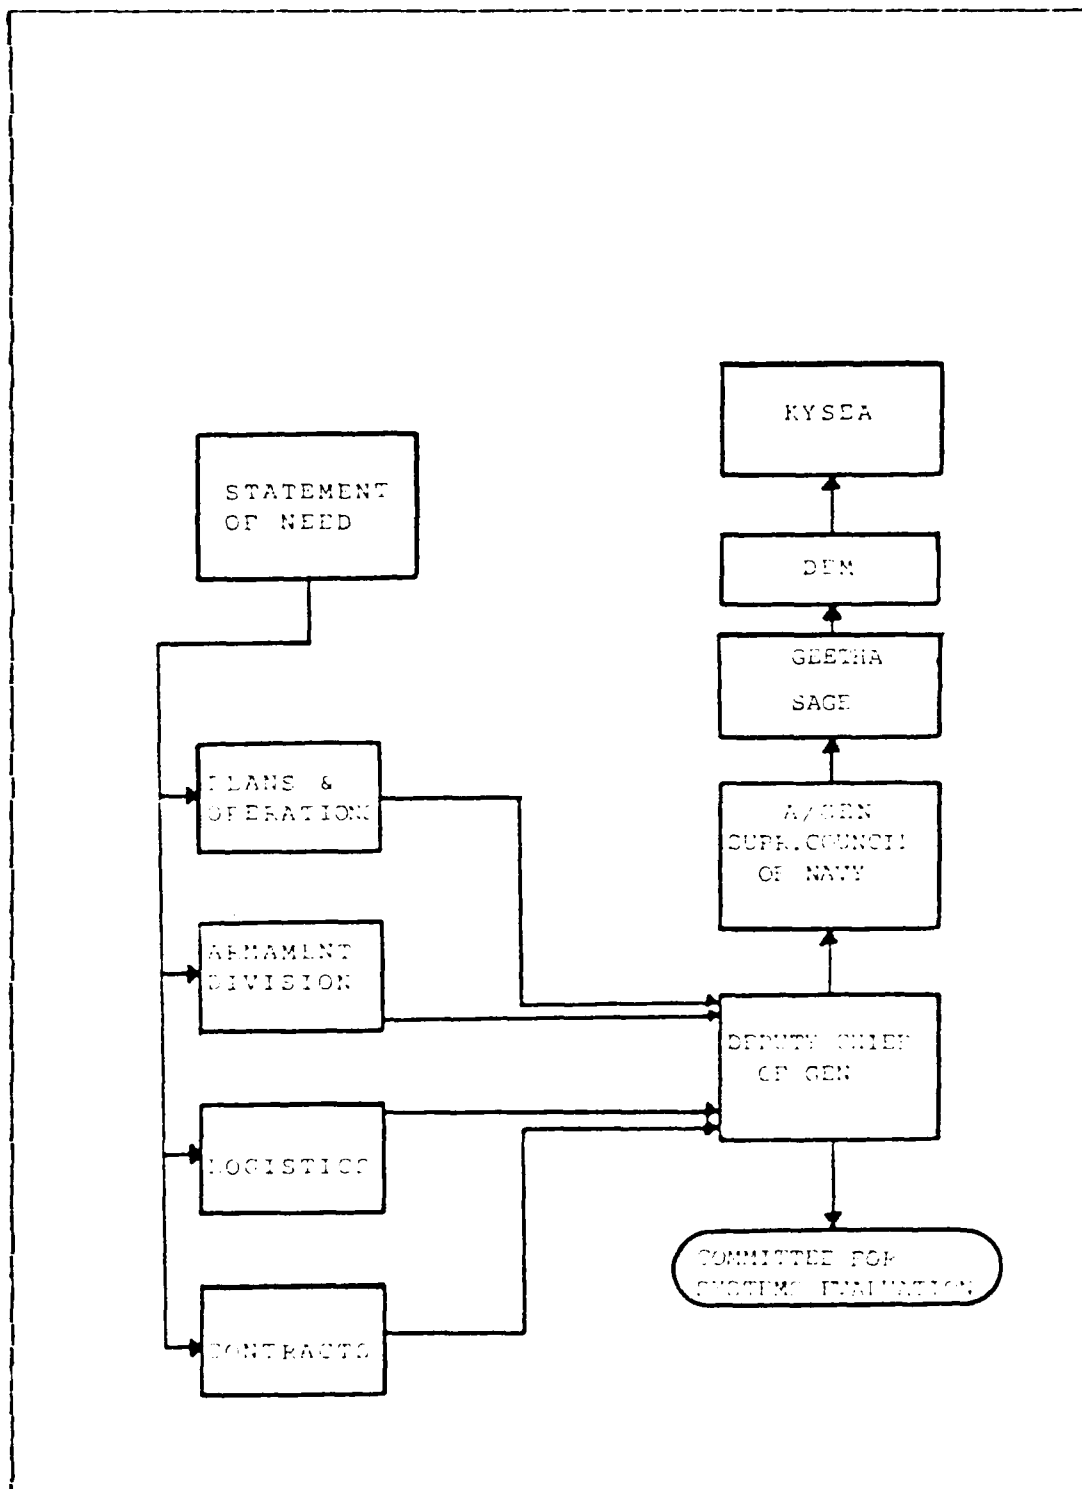 STATEMENT
OF NEED
PLANS &
OPERATIONS
ARMAMENT
DIVISION
LOGISTICS
CONTRACTS
KYSEA
GEETHA
SAGE
A/GEN
SUPR.COUNCIL
OF NAVY
DEPUTY CHIEF
OF GEN
COMMITTEE FOR
SYSTEMS EVALUATION